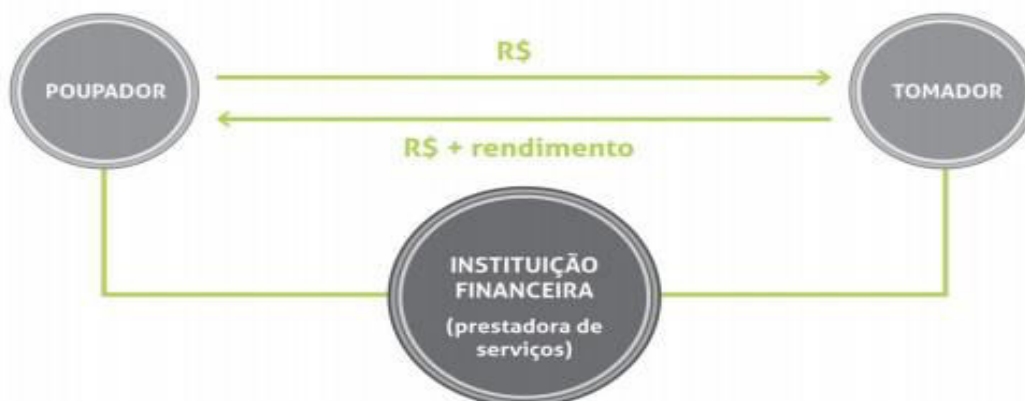 R$
POUPADOR
TOMADOR
R$ + rendimento
INSTITUIÇÃO
FINANCEIRA
(prestadora de
serviços)